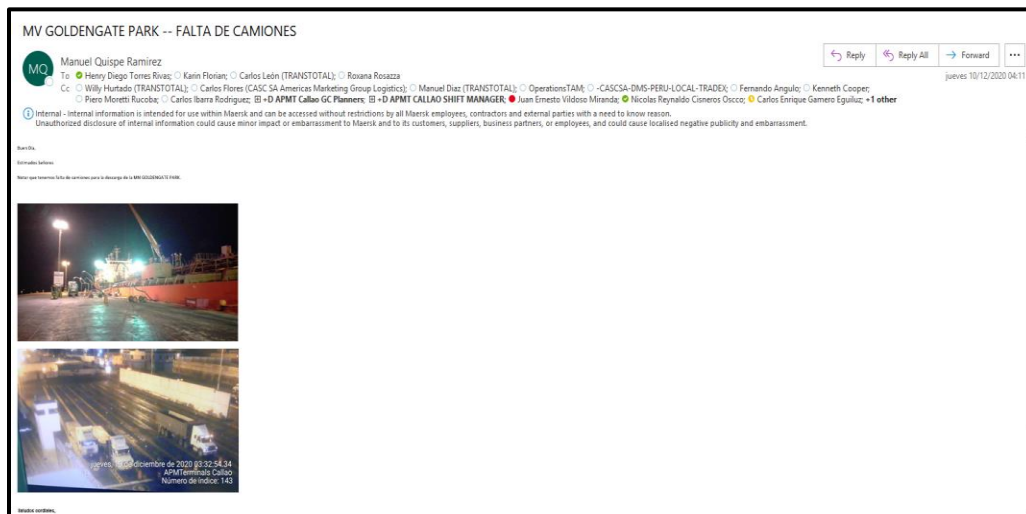 MV GOLDENGATE PARK -- FALTA DE CAMIONES
MQ
Manuel Quispe Ramirez
Reply
Reply All
Forward
...
jueves 10/12/2020 04:11
To Henry Diego Torres Rivas; Karin Florian; Carlos León (TRANSTOTAL); Roxana Rosazza
Cc Willy Hurtado (TRANSTOTAL); Carlos Flores (CASC SA Americas Marketing Group Logistics); Manuel Diaz (TRANSTOTAL); OperationsTAM; -CASCSA-DMS-PERU-LOCAL-TRADEX; Fernando Angulo; Kenneth Cooper;
Piero Moretti Rucoba; Carlos Ibarra Rodriguez; +D APMT Callao GC Planners; +D APMT CALLAO SHIFT MANAGER; Juan Ernesto Vildoso Miranda; Nicolas Reynaldo Cisneros Oscco; Carlos Enrique Gamero Eguiluz; +1 other
Internal - Internal information is intended for use within Maersk and can be accessed without restrictions by all Maersk employees, contractors and external parties with a need to know reason.
Unauthorized disclosure of internal information could cause minor impact or embarrassment to Maersk and to its customers, suppliers, business partners, or employees, and could cause localised negative publicity and embarrassment.
Buen Día,
Estimados Señores
Notar que tenemos falta de camiones para la descarga de la MW GOLDENGATE PARK.
jueves, de diciembre de 2020 03:32:54.34
APMTerminals Callao
Número de índice: 143
Saludos cordiales,